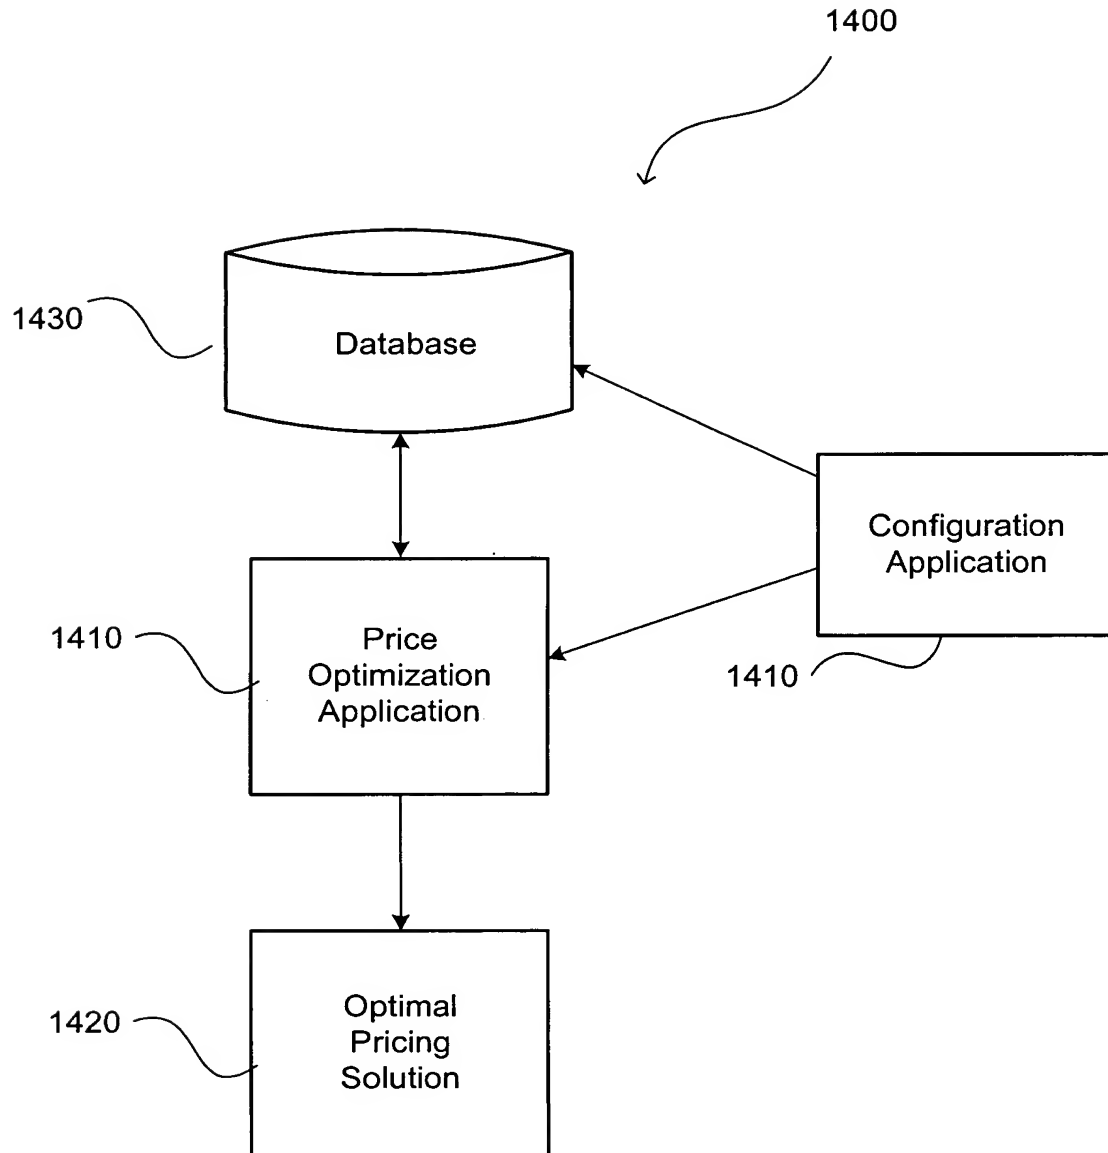 1400
1430
Database
Configuration
Application
1410
Price
Optimization
Application
1410
1420
Optimal
Pricing
Solution